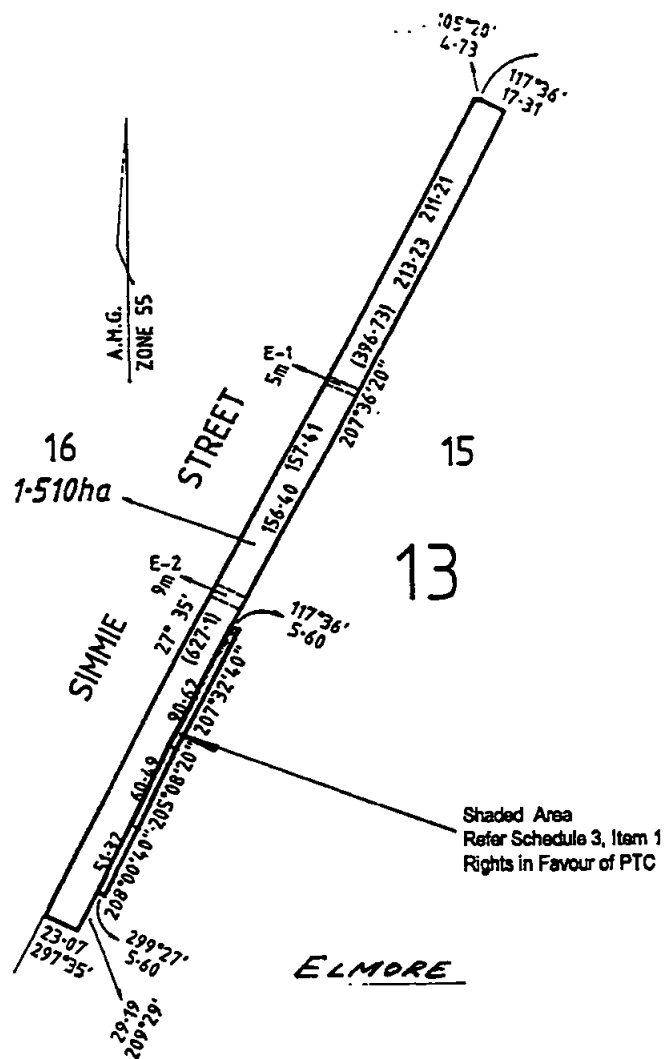 105°20'
4·73
117°36'
17·31
211·21
213·23
(396·73)
A.M.G.
ZONE 55
E-1
5m
207°36'20"
STREET
16
1·510ha
157·41
156·40
15
13
E-2
9m
27° 35'
(627·1)
117°36'
5·60
SIMMIE
90·62
207°32'40"
60·49
205°08'20"
51·32
208°00'40"
Shaded Area
Refer Schedule 3, Item 1
Rights in Favour of PTC
23·07
297°35'
299°27'
5·60
29·19
209°29'
ELMORE